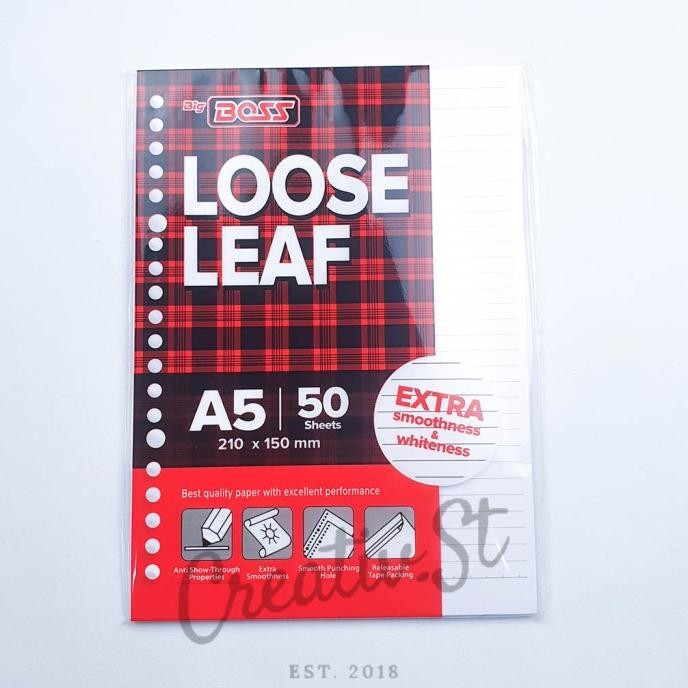 Big BOSS
LOOSE
LEAF
A5 | 50
Sheets
210 x 150 mm
EXTRA
smoothness
&
whiteness
Best quality paper with excellent performance
Anti Show-Through
Properties
Extra
Smoothness
Smooth Punching
Hole
Releasable
Tape Packing
Creativ.St
EST. 2018